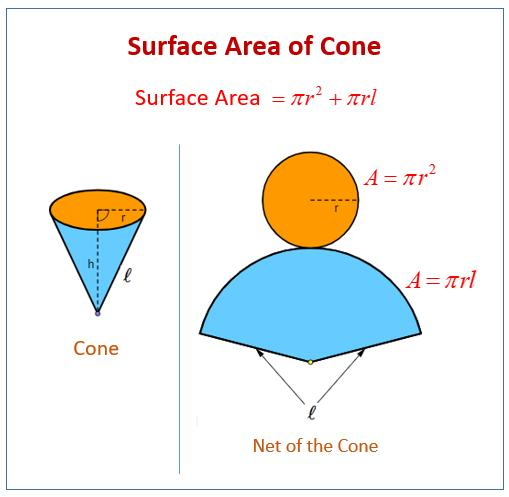 Surface Area of Cone
Surface Area = πr² + πrl
r
h
ℓ
Cone
A = πr²
r
A = πrl
ℓ
Net of the Cone